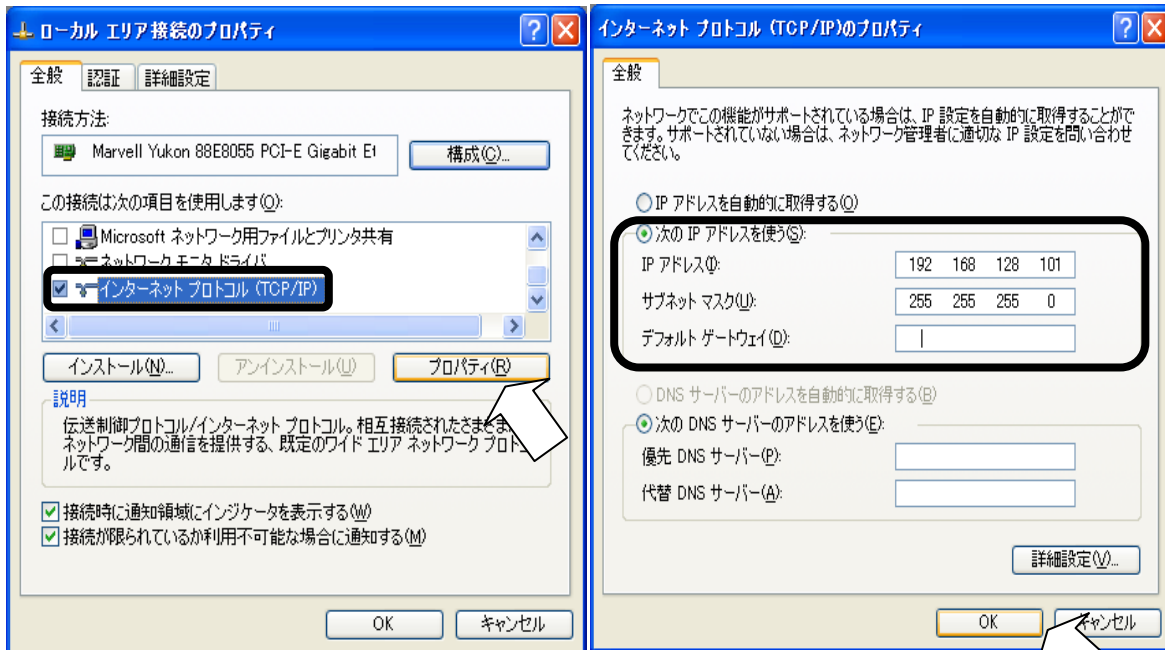 ローカル エリア接続のプロパティ
全般
認証
詳細設定
接続方法:
Marvell Yukon 88E8055 PCI-E Gigabit Et
構成(C)...
この接続は次の項目を使用します(O):
Microsoft ネットワーク用ファイルとプリンタ共有
ネットワーク モニタ ドライバ
インターネット プロトコル (TCP/IP)
インストール(N)...
アンインストール(U)
プロパティ(R)
説明
伝送制御プロトコル/インターネット プロトコル。相互接続されたさまざま
ネットワーク間の通信を提供する、既定のワイド エリア ネットワーク プロトコ
ルです。
接続時に通知領域にインジケータを表示する(W)
接続が限られているか利用不可能な場合に通知する(M)
OK
キャンセル
インターネット プロトコル (TCP/IP)のプロパティ
全般
ネットワークでこの機能がサポートされている場合は、IP 設定を自動的に取得することがで
きます。サポートされていない場合は、ネットワーク管理者に適切な IP 設定を問い合わせ
てください。
IP アドレスを自動的に取得する(O)
次の IP アドレスを使う(S):
IP アドレス(I):
192 168 128 101
サブネット マスク(U):
255 255 255 0
デフォルト ゲートウェイ(D):
DNS サーバーのアドレスを自動的に取得する(B)
次の DNS サーバーのアドレスを使う(E):
優先 DNS サーバー(P):
代替 DNS サーバー(A):
詳細設定(V)...
OK
キャンセル